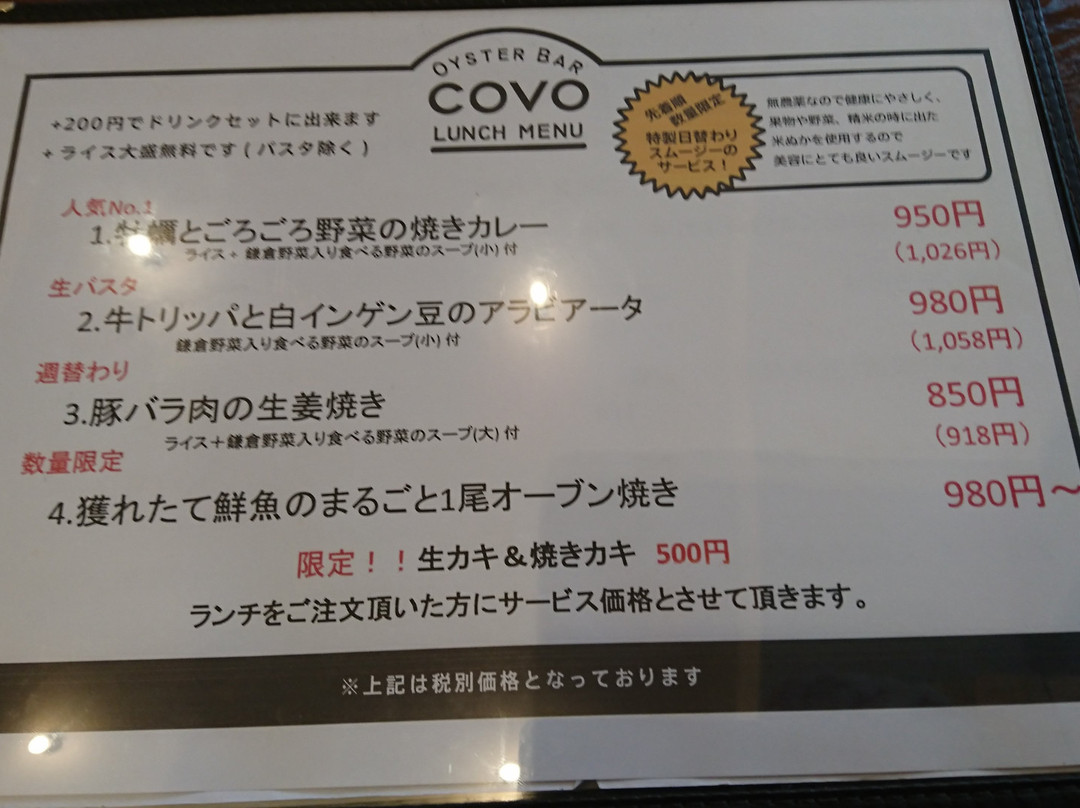 OYSTER BAR
COVO
LUNCH MENU
+200円でドリンクセットに出来ます
+ライス大盛無料です(パスタ除く)
先着順
数量限定
特製日替わり
スムージーの
サービス!
無農薬なので健康にやさしく、
果物や野菜、精米の時に出た
米ぬかを使用するので
美容にとても良いスムージーです
人気No.1
1.牡蠣とごろごろ野菜の焼きカレー 950円
ライス+鎌倉野菜入り食べる野菜のスープ(小)付 (1,026円)
生パスタ
2.牛トリッパと白インゲン豆のアラビアータ 980円
鎌倉野菜入り食べる野菜のスープ(小)付 (1,058円)
週替わり
3.豚バラ肉の生姜焼き 850円
ライス+鎌倉野菜入り食べる野菜のスープ(大)付 (918円)
数量限定
4.獲れたて鮮魚のまるごと1尾オーブン焼き 980円~
限定!!生カキ&焼きカキ 500円
ランチをご注文頂いた方にサービス価格とさせて頂きます。
※上記は税別価格となっております